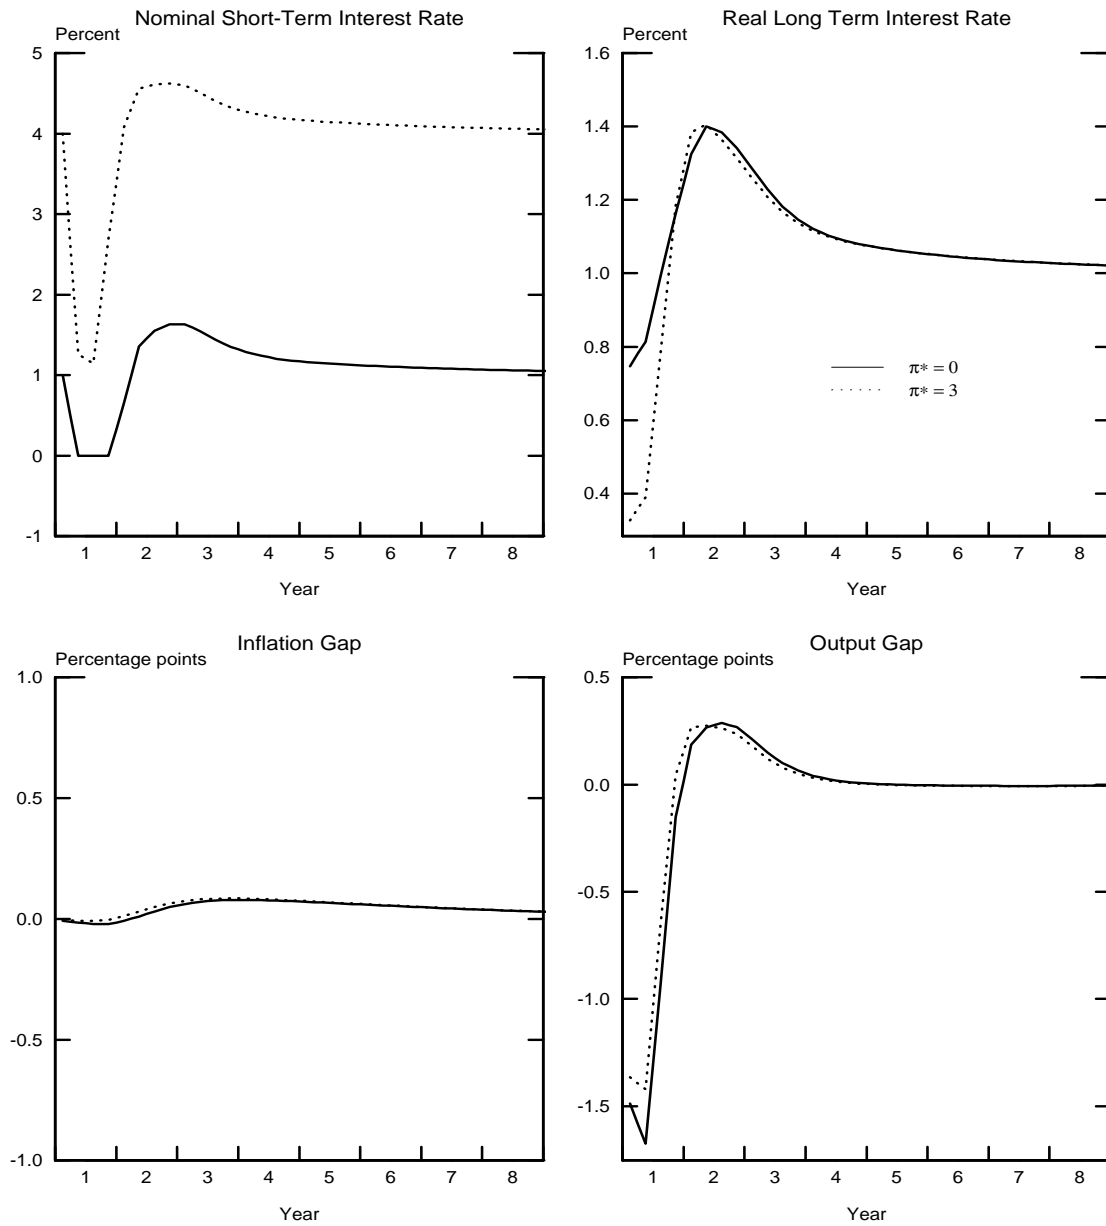 Nominal Short-Term Interest Rate
Percent
5
4
3
2
1
0
-1
1 2 3 4 5 6 7 8
Year
Real Long Term Interest Rate
Percent
1.6
1.4
1.2
1.0
0.8
0.6
0.4
π* = 0
π* = 3
1 2 3 4 5 6 7 8
Year
Inflation Gap
Percentage points
1.0
0.5
0.0
-0.5
-1.0
1 2 3 4 5 6 7 8
Year
Output Gap
Percentage points
0.5
0.0
-0.5
-1.0
-1.5
1 2 3 4 5 6 7 8
Year